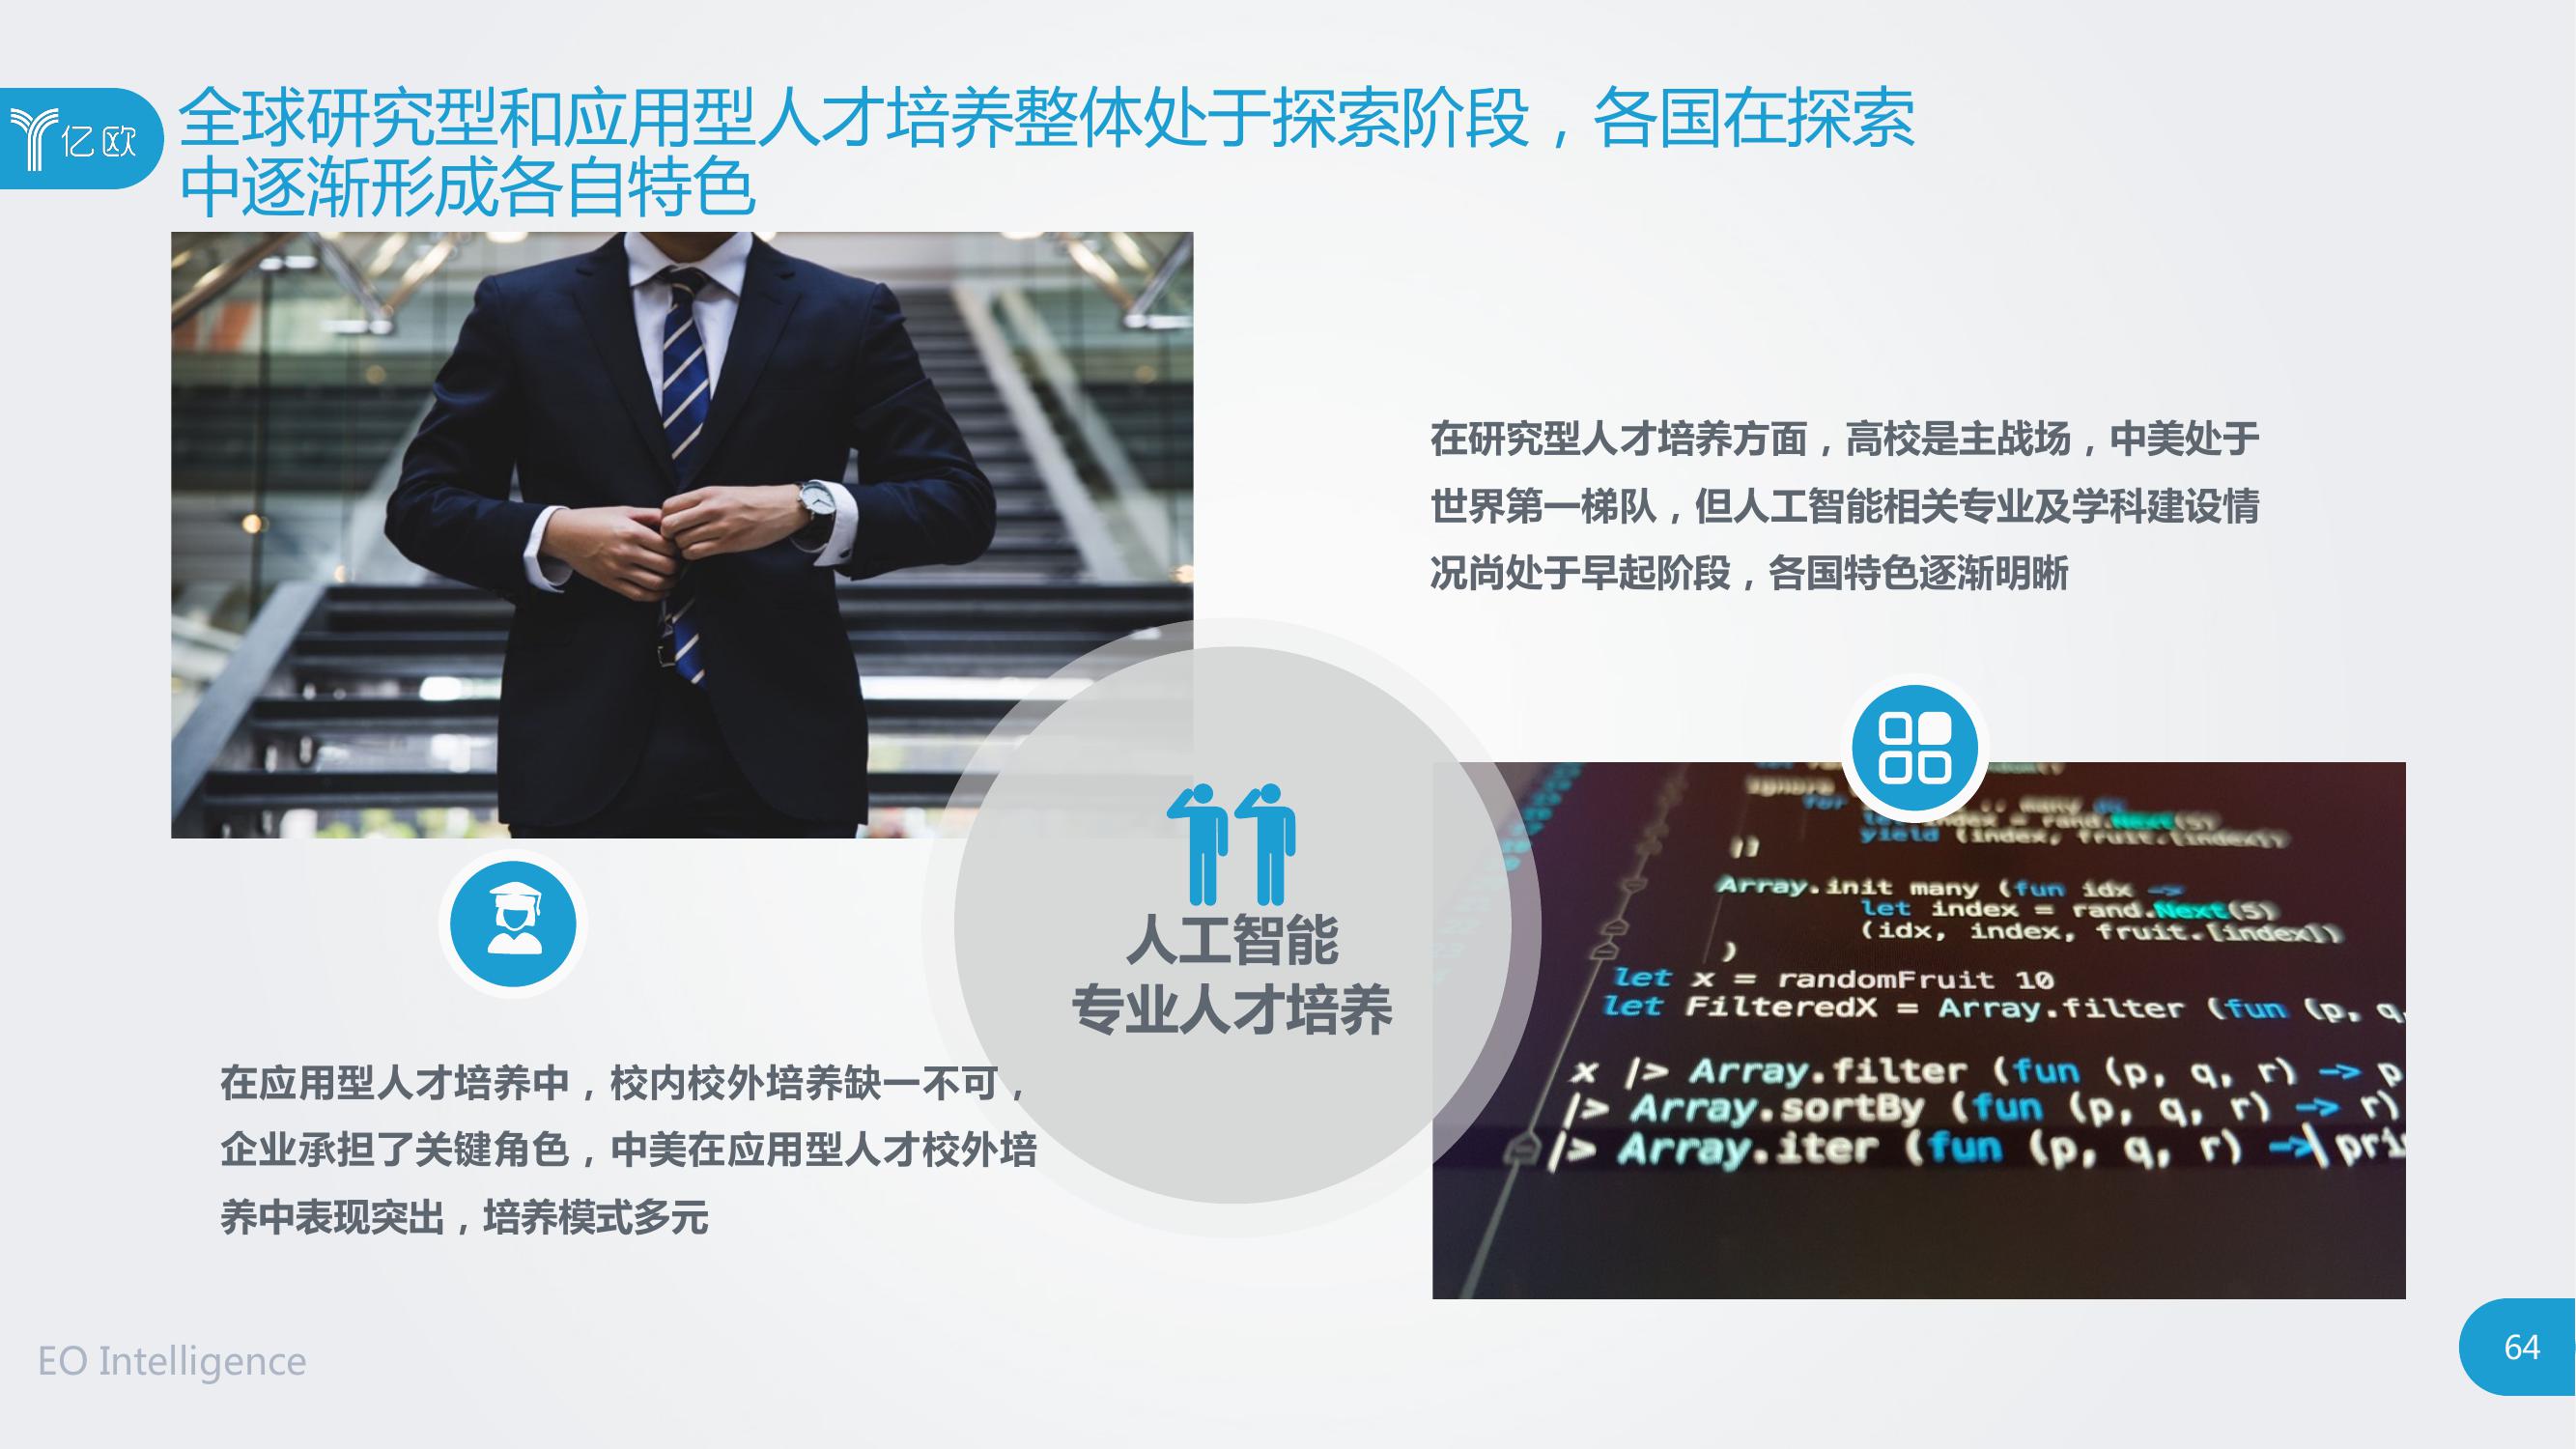 亿欧
全球研究型和应用型人才培养整体处于探索阶段，各国在探索
中逐渐形成各自特色
在研究型人才培养方面，高校是主战场，中美处于
世界第一梯队，但人工智能相关专业及学科建设情
况尚处于早起阶段，各国特色逐渐明晰
人工智能
专业人才培养
在应用型人才培养中，校内校外培养缺一不可，
企业承担了关键角色，中美在应用型人才校外培
养中表现突出，培养模式多元
yield (index, fruit.[index])
Array.init many (fun idx ->
let index = rand.Next(5)
(idx, index, fruit.[index])
)
let x = randomFruit 10
let FilteredX = Array.filter (fun (p, q,
x |> Array.filter (fun (p, q, r) -> p
|> Array.sortBy (fun (p, q, r) -> r)
|> Array.iter (fun (p, q, r) -> pri
EO Intelligence
64